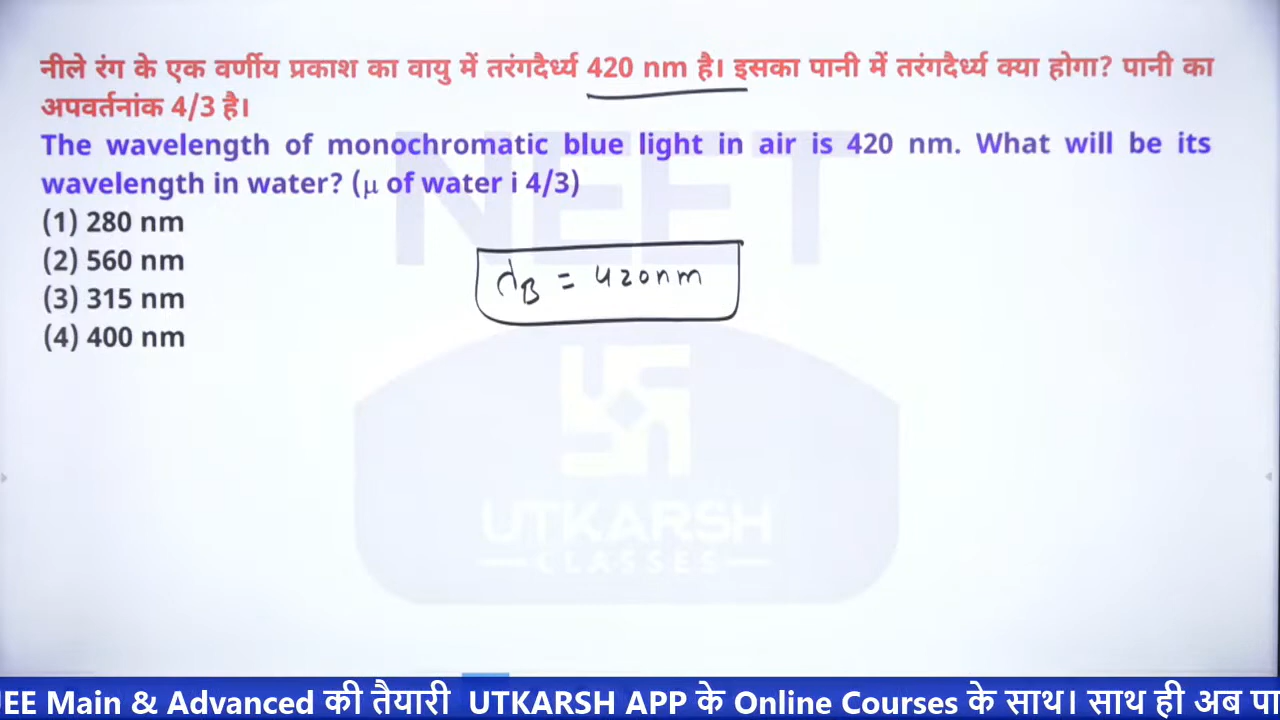 नीले रंग के एक वर्णीय प्रकाश का वायु में तरंगदैर्ध्य 420 nm है। इसका पानी में तरंगदैर्ध्य क्या होगा? पानी का
अपवर्तनांक 4/3 है।
The wavelength of monochromatic blue light in air is 420 nm. What will be its
wavelength in water? (μ of water i 4/3)
(1) 280 nm
(2) 560 nm
(3) 315 nm
(4) 400 nm
λB = 420nm
NEET
UTKARSH
CLASSES
JEE Main & Advanced की तैयारी UTKARSH APP के Online Courses के साथ। साथ ही अब पा